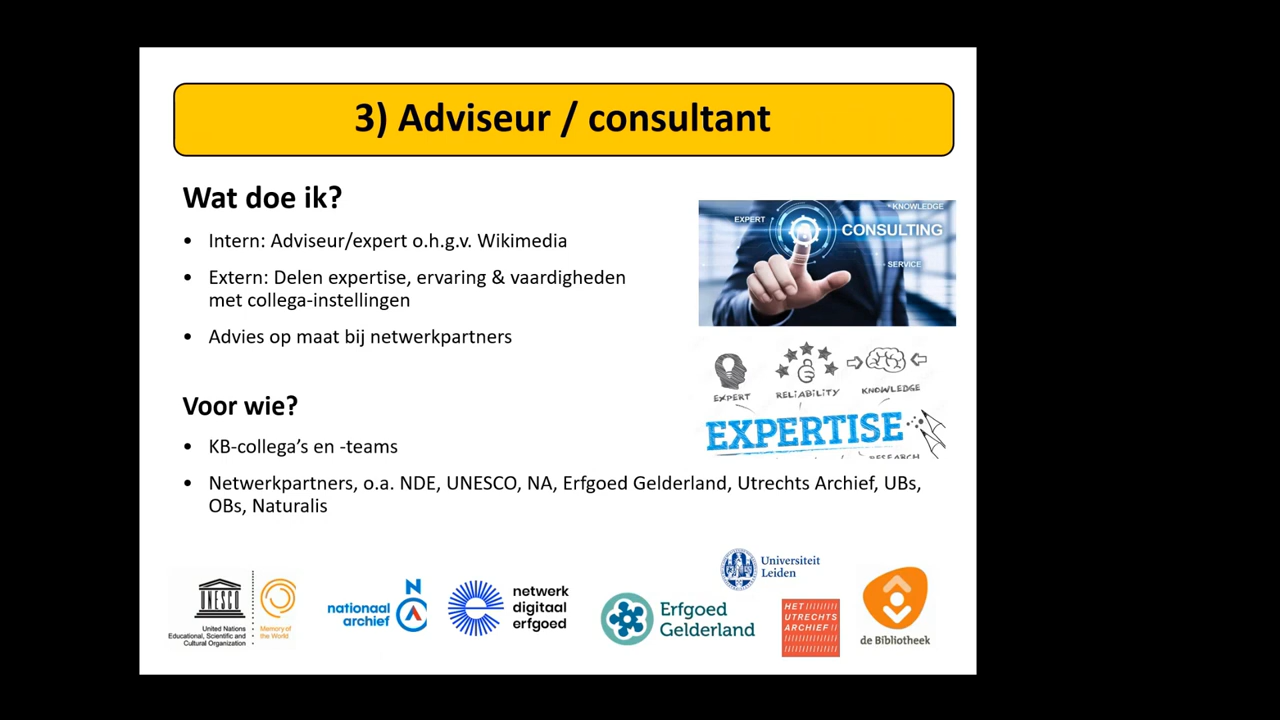 3) Adviseur / consultant
Wat doe ik?
• Intern: Adviseur/expert o.h.g.v. Wikimedia
• Extern: Delen expertise, ervaring & vaardigheden
met collega-instellingen
• Advies op maat bij netwerkpartners
EXPERT
KNOWLEDGE
CONSULTING
SERVICE
EXPERT
RELIABILITY
KNOWLEDGE
EXPERTISE
RESEARCH
Voor wie?
• KB-collega’s en -teams
• Netwerkpartners, o.a. NDE, UNESCO, NA, Erfgoed Gelderland, Utrechts Archief, UBs,
OBs, Naturalis
UNESCO
United Nations
Educational, Scientific and
Cultural Organization
Memory of
the World
N
nationaal
archief
A
netwerk
digitaal
erfgoed
Erfgoed
Gelderland
Universiteit
Leiden
HET
UTRECHTS
ARCHIEF
de Bibliotheek